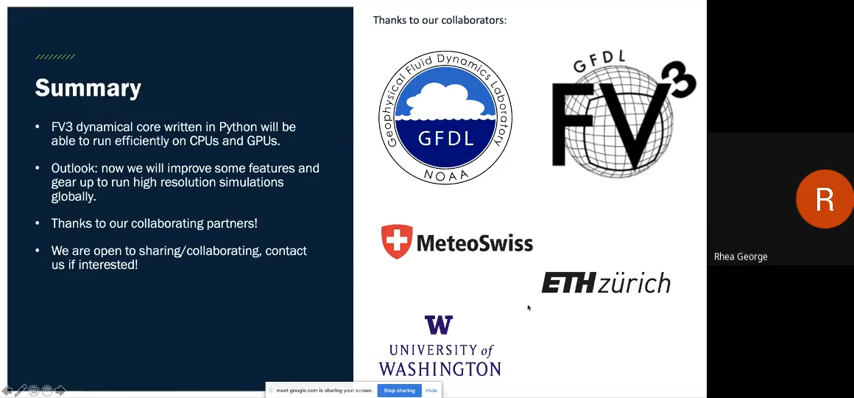 Summary
• FV3 dynamical core written in Python will be
able to run efficiently on CPUs and GPUs.
• Outlook: now we will improve some features and
gear up to run high resolution simulations
globally.
• Thanks to our collaborating partners!
• We are open to sharing/collaborating, contact
us if interested!
Thanks to our collaborators:
Geophysical Fluid Dynamics Laboratory
GFDL
NOAA
GFDL
FV3
MeteoSwiss
ETH zürich
W
UNIVERSITY of
WASHINGTON
R
Rhea George
meet.google.com is sharing your screen.
Stop sharing
Hide